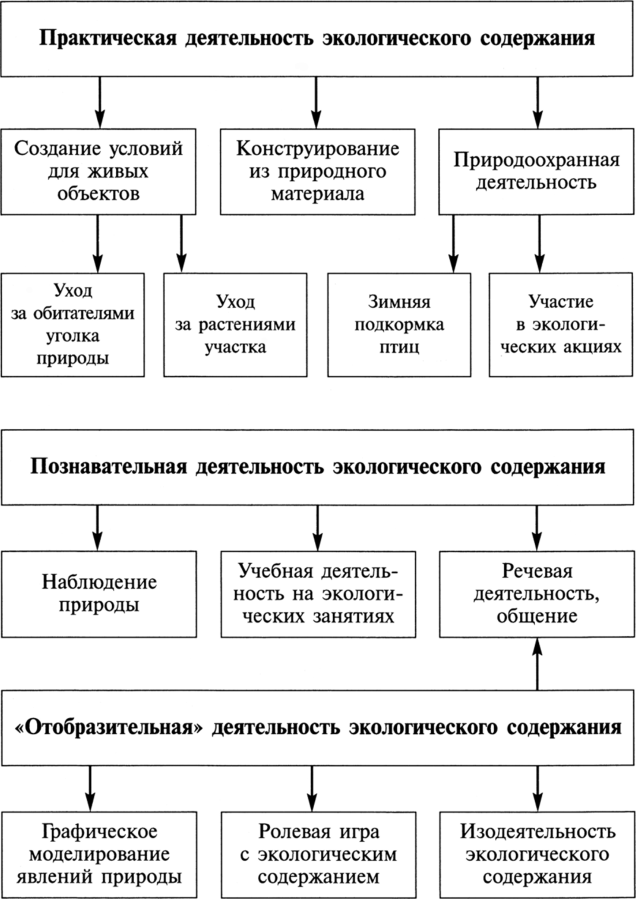 Практическая деятельность экологического содержания
Создание условий
для живых
объектов
Конструирование
из природного
материала
Природоохранная
деятельность
Уход
за обитателями
уголка
природы
Уход
за растениями
участка
Зимняя
подкормка
птиц
Участие
в экологи-
ческих акциях
Познавательная деятельность экологического содержания
Наблюдение
природы
Учебная деятель-
ность на экологи-
ческих занятиях
Речевая
деятельность,
общение
«Отобразительная» деятельность экологического содержания
Графическое
моделирование
явлений природы
Ролевая игра
с экологическим
содержанием
Изодеятельность
экологического
содержания